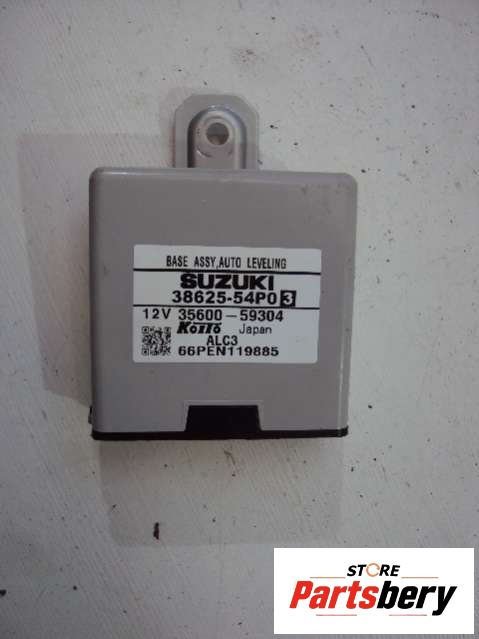 BASE ASSY,AUTO LEVELING
SUZUKI
38625-54P0 3
12V 35600-59304
KOITO Japan
ALC3
66PEN119885
STORE
Partsbery